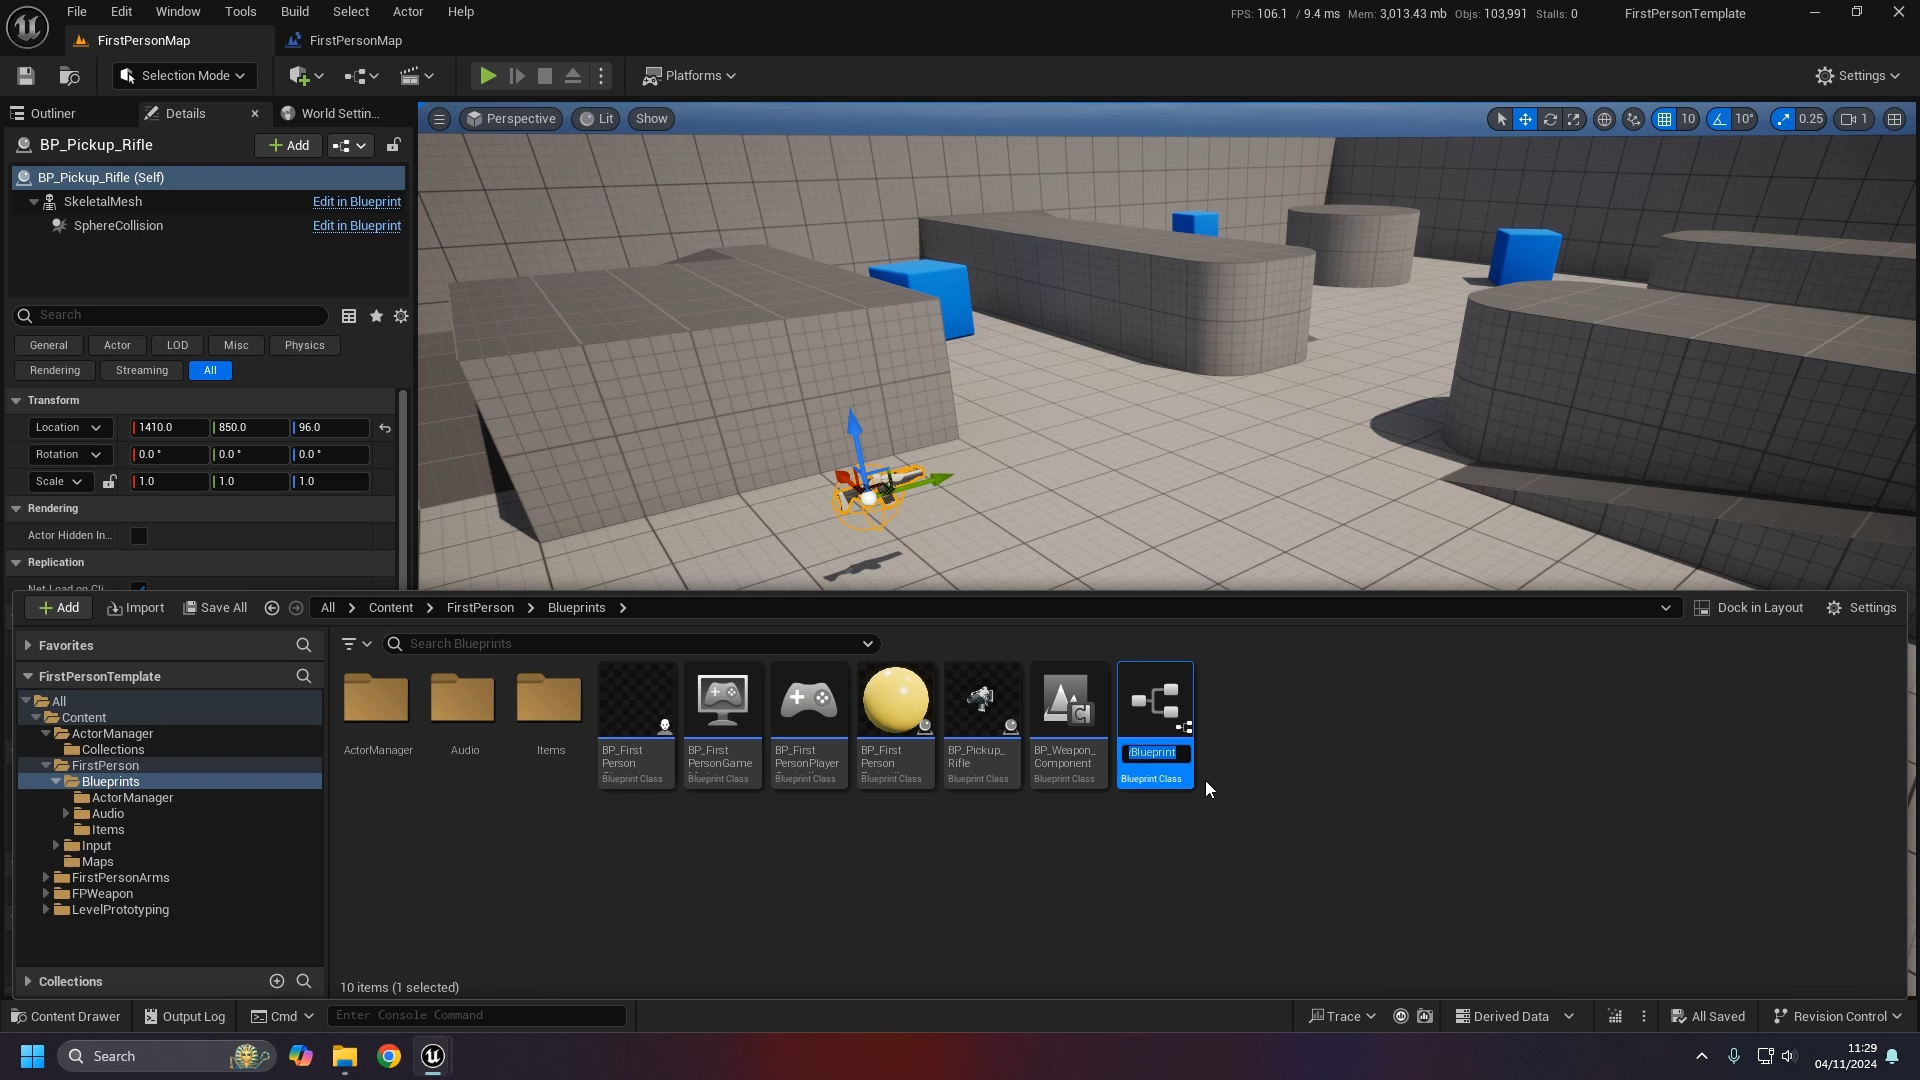 File Edit Window Tools Build Select Actor Help
FPS: 106.1 / 9.4 ms Mem: 3,013.43 mb Objs: 103,991 Stalls: 0 FirstPersonTemplate
FirstPersonMap FirstPersonMap
Selection Mode Platforms Settings
Outliner Details World Settin...
Perspective Lit Show 10 10° 0.25 1
BP_Pickup_Rifle + Add
BP_Pickup_Rifle (Self)
SkeletalMesh Edit in Blueprint
SphereCollision Edit in Blueprint
Search
General Actor LOD Misc Physics
Rendering Streaming All
Transform
Location 1410.0 850.0 96.0
Rotation 0.0 ° 0.0 ° 0.0 °
Scale 1.0 1.0 1.0
Rendering
Actor Hidden In...
Replication
Net Load on Cli...
+ Add Import Save All All > Content > FirstPerson > Blueprints > Dock in Layout Settings
Favorites
Search Blueprints
FirstPersonTemplate
All
Content
ActorManager
Collections
FirstPerson
Blueprints
ActorManager
Audio
Items
Input
Maps
FirstPersonArms
FPWeapon
LevelPrototyping
Collections
ActorManager Audio Items
BP_First Person
Blueprint Class
BP_First PersonGame
Blueprint Class
BP_First PersonPlayer
Blueprint Class
BP_First Person
Blueprint Class
BP_Pickup_ Rifle
Blueprint Class
BP_Weapon_ Component
Blueprint Class
Blueprint
Blueprint Class
10 items (1 selected)
Content Drawer Output Log Cmd Enter Console Command Trace Derived Data All Saved Revision Control
Search
11:29
04/11/2024